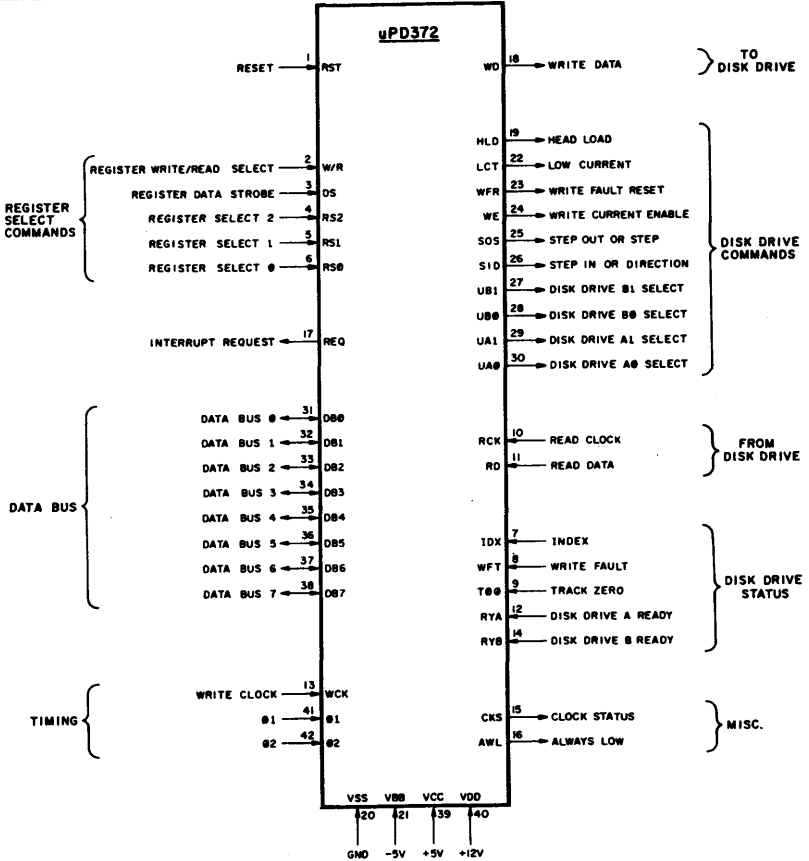 uPD372
RESET 1 RST
REGISTER SELECT COMMANDS
REGISTER WRITE/READ SELECT 2 W/R
REGISTER DATA STROBE 3 DS
REGISTER SELECT 2 4 RS2
REGISTER SELECT 1 5 RS1
REGISTER SELECT 0 6 RS0
INTERRUPT REQUEST 17 REQ
DATA BUS
DATA BUS 0 31 DB0
DATA BUS 1 32 DB1
DATA BUS 2 33 DB2
DATA BUS 3 34 DB3
DATA BUS 4 35 DB4
DATA BUS 5 36 DB5
DATA BUS 6 37 DB6
DATA BUS 7 38 DB7
TIMING
WRITE CLOCK 13 WCK
Ø1 41 Ø1
Ø2 42 Ø2
WD 18 WRITE DATA
TO DISK DRIVE
HLD 19 HEAD LOAD
LCT 22 LOW CURRENT
WFR 23 WRITE FAULT RESET
WE 24 WRITE CURRENT ENABLE
SOS 25 STEP OUT OR STEP
SID 26 STEP IN OR DIRECTION
UB1 27 DISK DRIVE B1 SELECT
UB0 28 DISK DRIVE B0 SELECT
UA1 29 DISK DRIVE A1 SELECT
UA0 30 DISK DRIVE A0 SELECT
DISK DRIVE COMMANDS
RCK 10 READ CLOCK
RD 11 READ DATA
FROM DISK DRIVE
IDX 7 INDEX
WFT 8 WRITE FAULT
T00 9 TRACK ZERO
RYA 12 DISK DRIVE A READY
RYB 14 DISK DRIVE B READY
DISK DRIVE STATUS
CKS 15 CLOCK STATUS
AWL 16 ALWAYS LOW
MISC.
VSS VBB VCC VDD
20 21 39 40
GND -5V +5V +12V